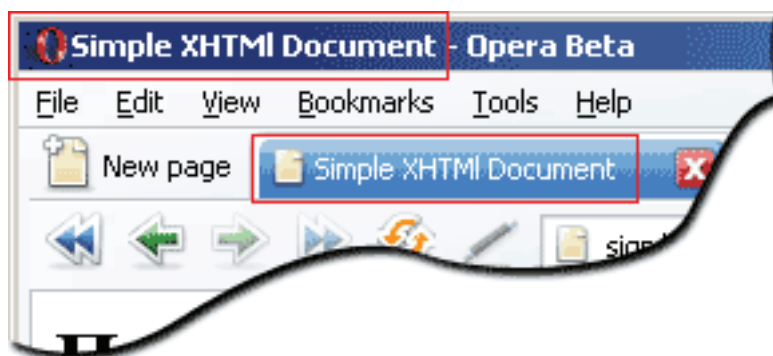 Simple XHTMl Document - Opera Beta
File Edit View Bookmarks Tools Help
New page Simple XHTMl Document